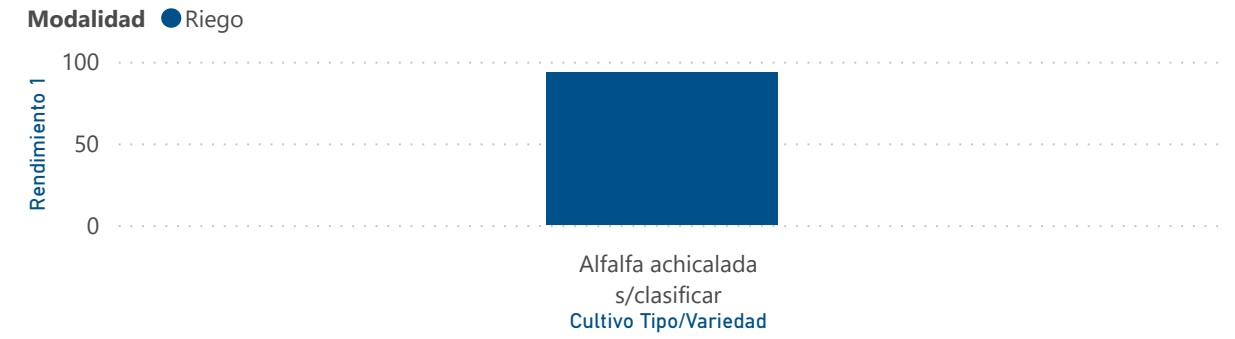 Modalidad Riego
100
50
0
Rendimiento 1
Alfalfa achicalada
s/clasificar
Cultivo Tipo/Variedad